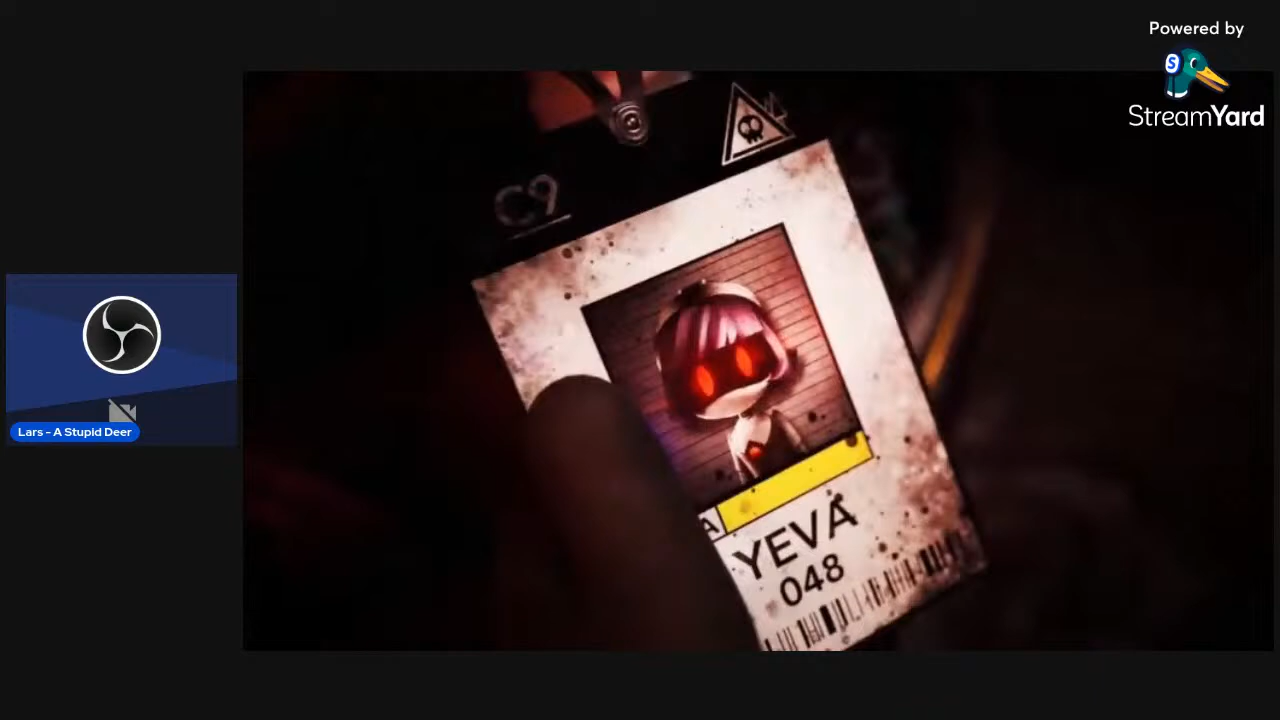 Powered by
StreamYard
C9
Lars - A Stupid Deer
A
YEVA
048